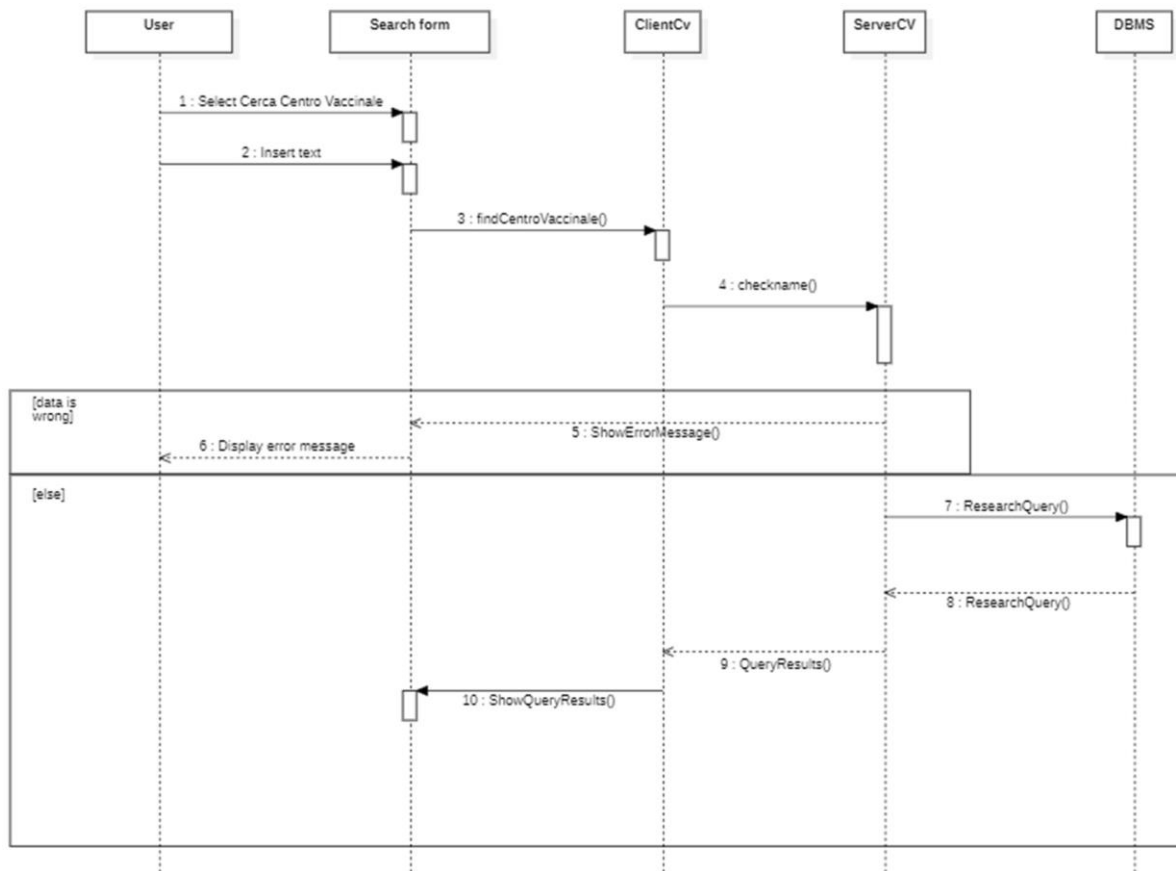 User
Search form
ClientCv
ServerCV
DBMS
1 : Select Cerca Centro Vaccinale
2 : Insert text
3 : findCentroVaccinale()
4 : checkname()
[data is
wrong]
5 : ShowErrorMessage()
6 : Display error message
[else]
7 : ResearchQuery()
8 : ResearchQuery()
9 : QueryResults()
10 : ShowQueryResults()